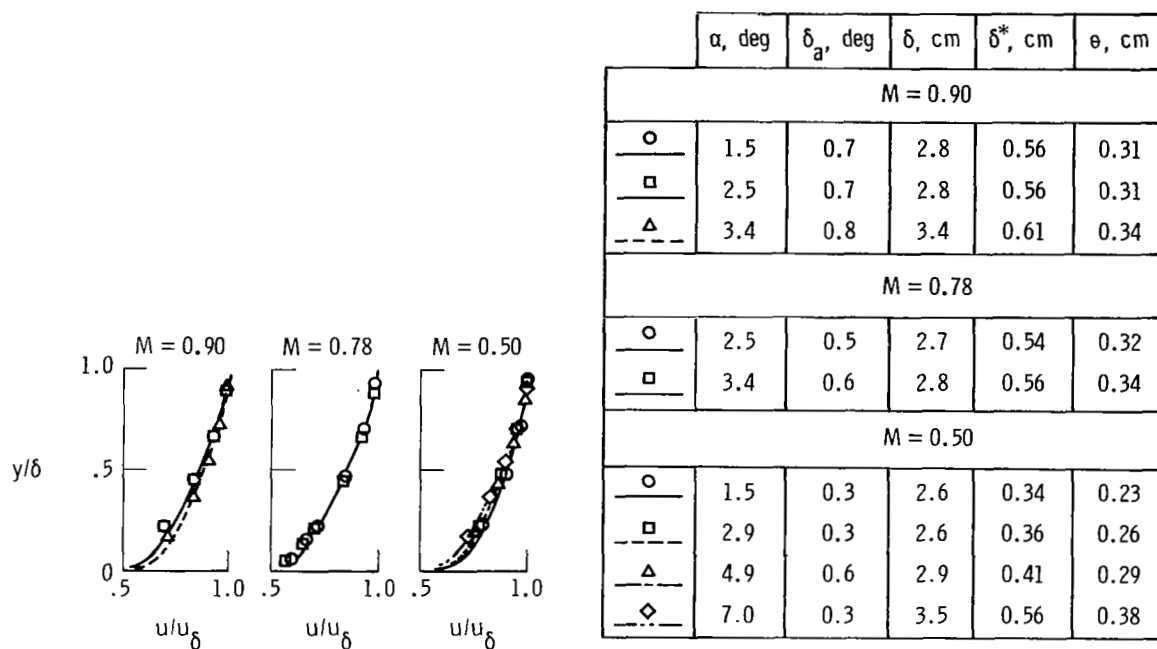 M = 0.90 M = 0.78 M = 0.50
1.0
y/δ .5
0
.5 1.0 .5 1.0 .5 1.0
u/u_δ u/u_δ u/u_δ
α, deg δ_a, deg δ, cm δ*, cm θ, cm
M = 0.90
1.5 0.7 2.8 0.56 0.31
2.5 0.7 2.8 0.56 0.31
3.4 0.8 3.4 0.61 0.34
M = 0.78
2.5 0.5 2.7 0.54 0.32
3.4 0.6 2.8 0.56 0.34
M = 0.50
1.5 0.3 2.6 0.34 0.23
2.9 0.3 2.6 0.36 0.26
4.9 0.6 2.9 0.41 0.29
7.0 0.3 3.5 0.56 0.38